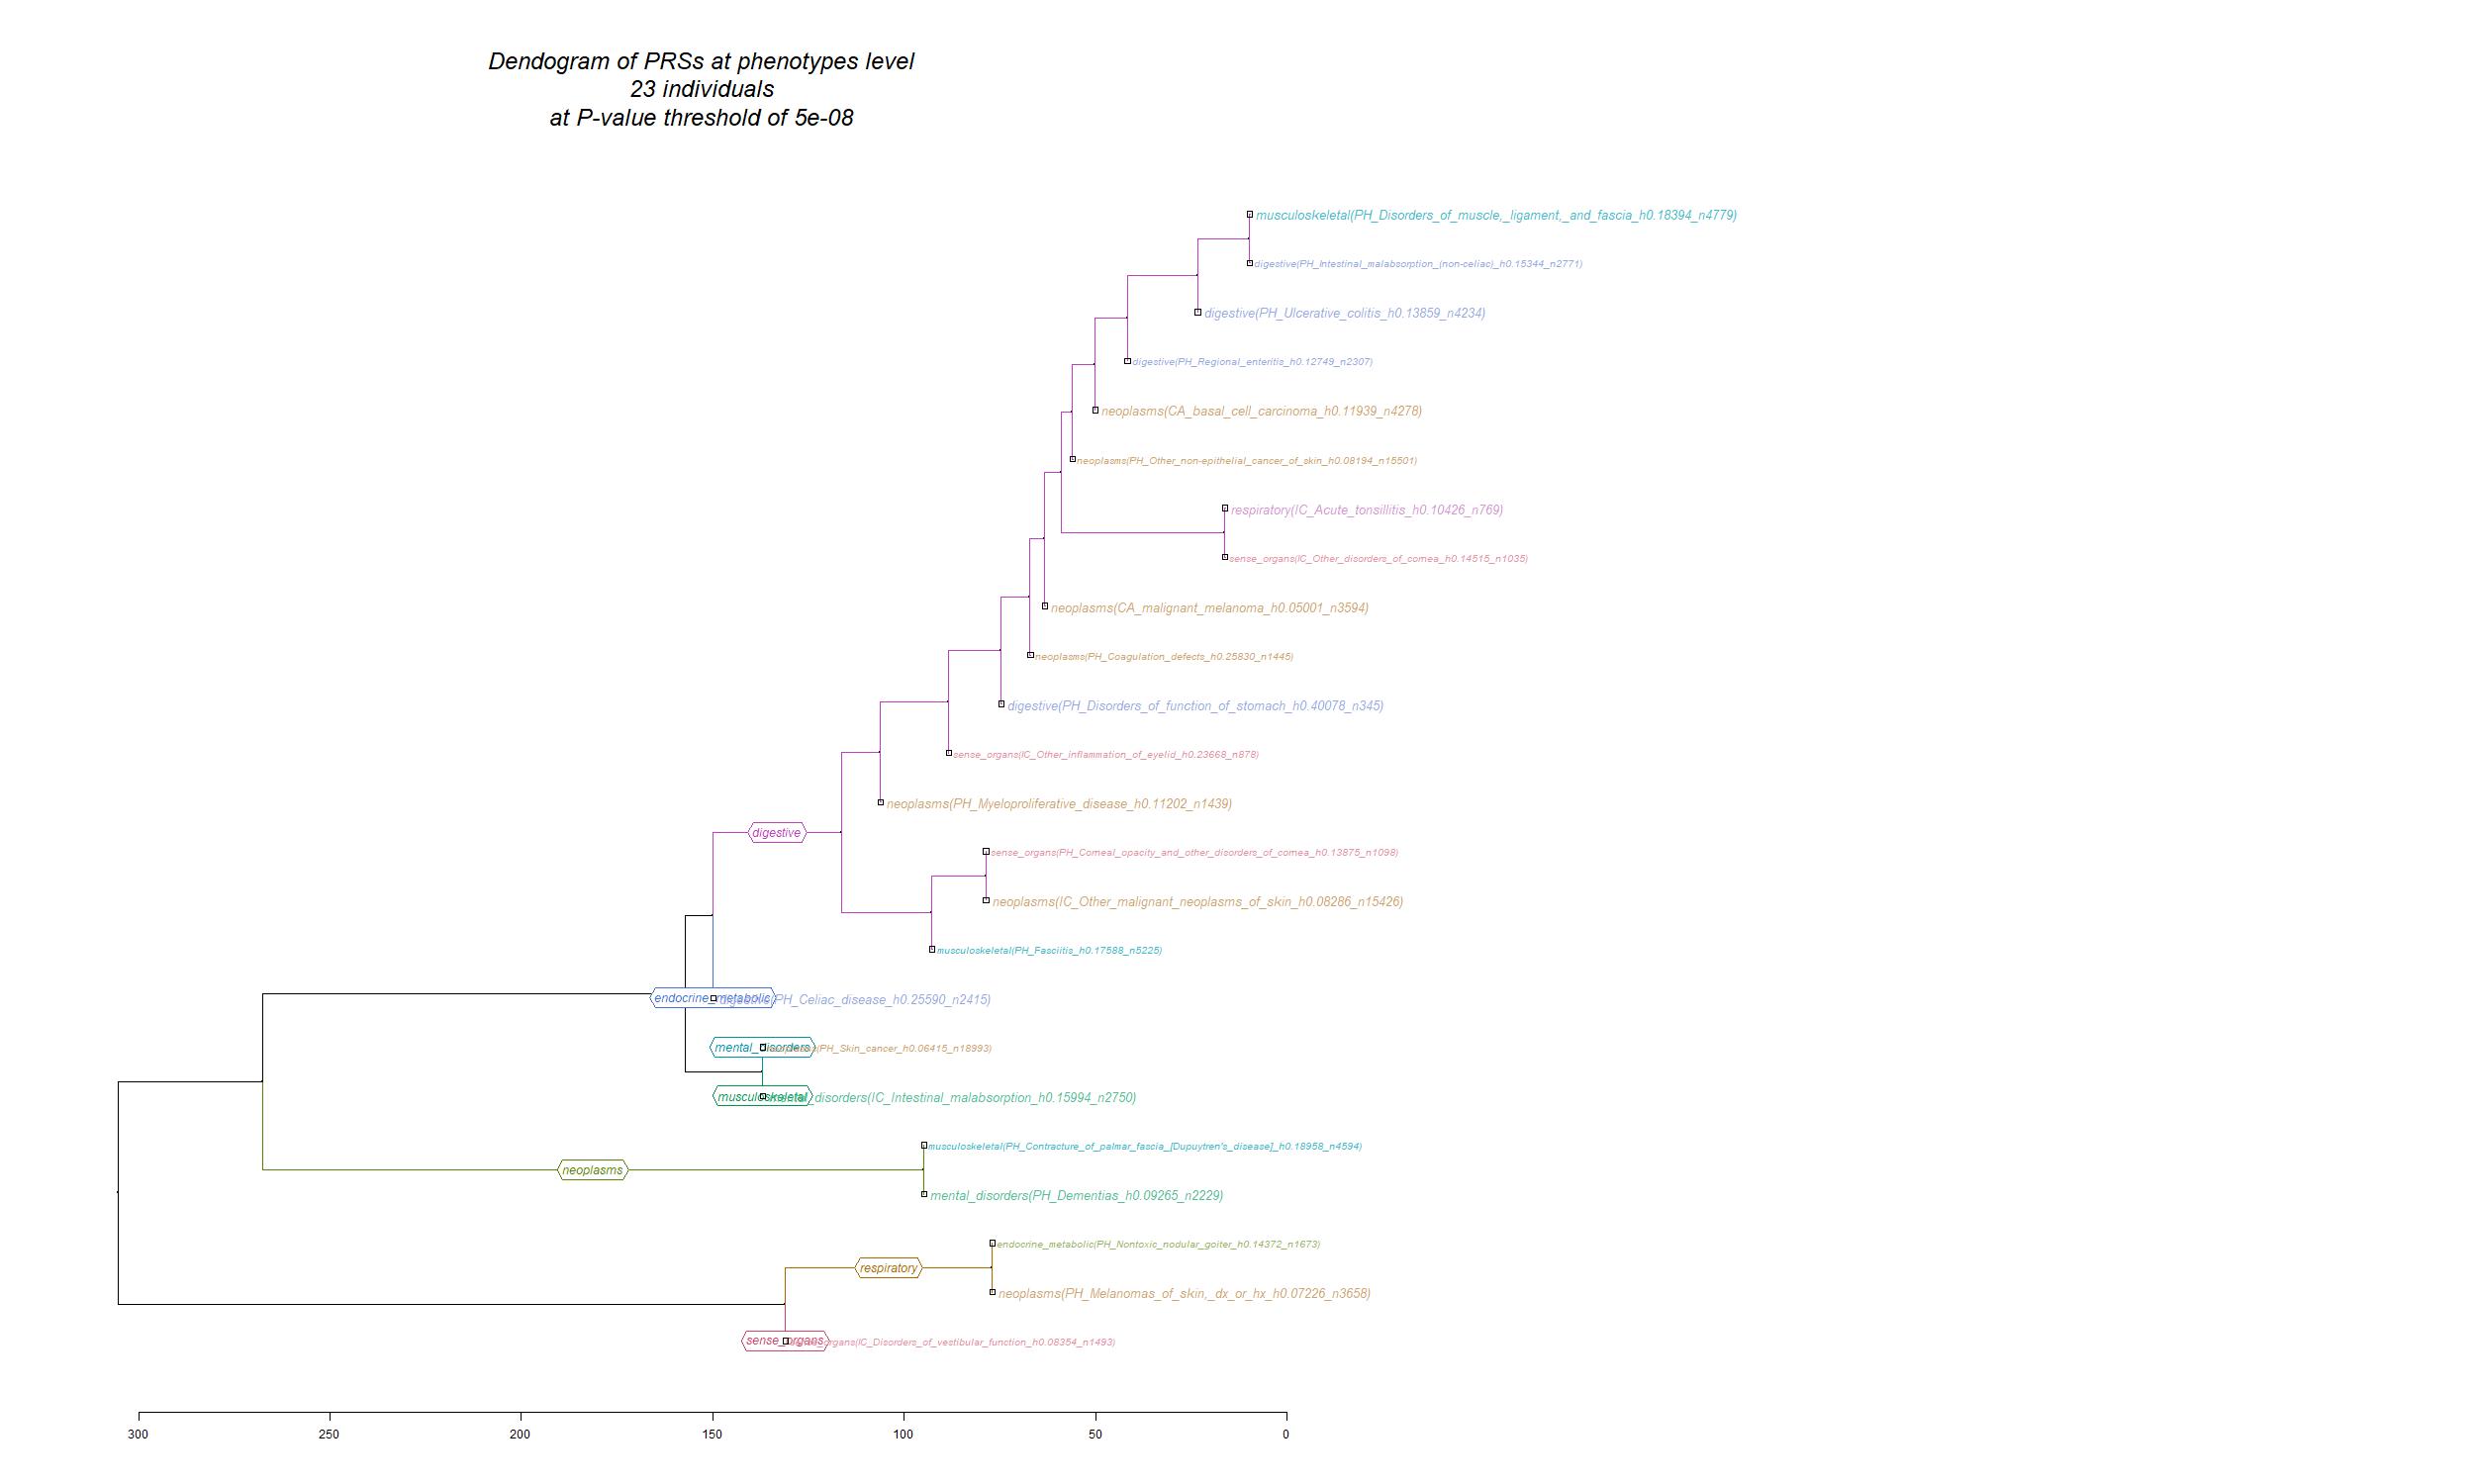 Dendogram of PRSs at phenotypes level
23 individuals
at P-value threshold of 5e-08
musculoskeletal(PH_Disorders_of_muscle,_ligament,_and_fascia_h0.18394_n4779)
digestive(PH_Intestinal_malabsorption_(non-celiac)_h0.15344_n2771)
digestive(PH_Ulcerative_colitis_h0.13859_n4234)
digestive(PH_Regional_enteritis_h0.12749_n2307)
neoplasms(CA_basal_cell_carcinoma_h0.11939_n4278)
neoplasms(PH_Other_non-epithelial_cancer_of_skin_h0.08194_n15501)
respiratory(IC_Acute_tonsillitis_h0.10426_n769)
sense_organs(IC_Other_disorders_of_cornea_h0.14515_n1035)
neoplasms(CA_malignant_melanoma_h0.05001_n3594)
neoplasms(PH_Coagulation_defects_h0.25830_n1445)
digestive(PH_Disorders_of_function_of_stomach_h0.40078_n345)
sense_organs(IC_Other_inflammation_of_eyelid_h0.23668_n878)
neoplasms(PH_Myeloproliferative_disease_h0.11202_n1439)
digestive
sense_organs(PH_Corneal_opacity_and_other_disorders_of_cornea_h0.13875_n1098)
neoplasms(IC_Other_malignant_neoplasms_of_skin_h0.08286_n15426)
musculoskeletal(PH_Fasciitis_h0.17588_n5225)
endocrine_metabolic digestive(PH_Celiac_disease_h0.25590_n2415)
mental_disorders neoplasms(PH_Skin_cancer_h0.06415_n18993)
musculoskeletal mental_disorders(IC_Intestinal_malabsorption_h0.15994_n2750)
musculoskeletal(PH_Contracture_of_palmar_fascia_[Dupuytren's_disease]_h0.18958_n4594)
neoplasms
mental_disorders(PH_Dementias_h0.09265_n2229)
endocrine_metabolic(PH_Nontoxic_nodular_goiter_h0.14372_n1673)
respiratory
neoplasms(PH_Melanomas_of_skin,_dx_or_hx_h0.07226_n3658)
sense_organs sense_organs(IC_Disorders_of_vestibular_function_h0.08354_n1493)
300 250 200 150 100 50 0